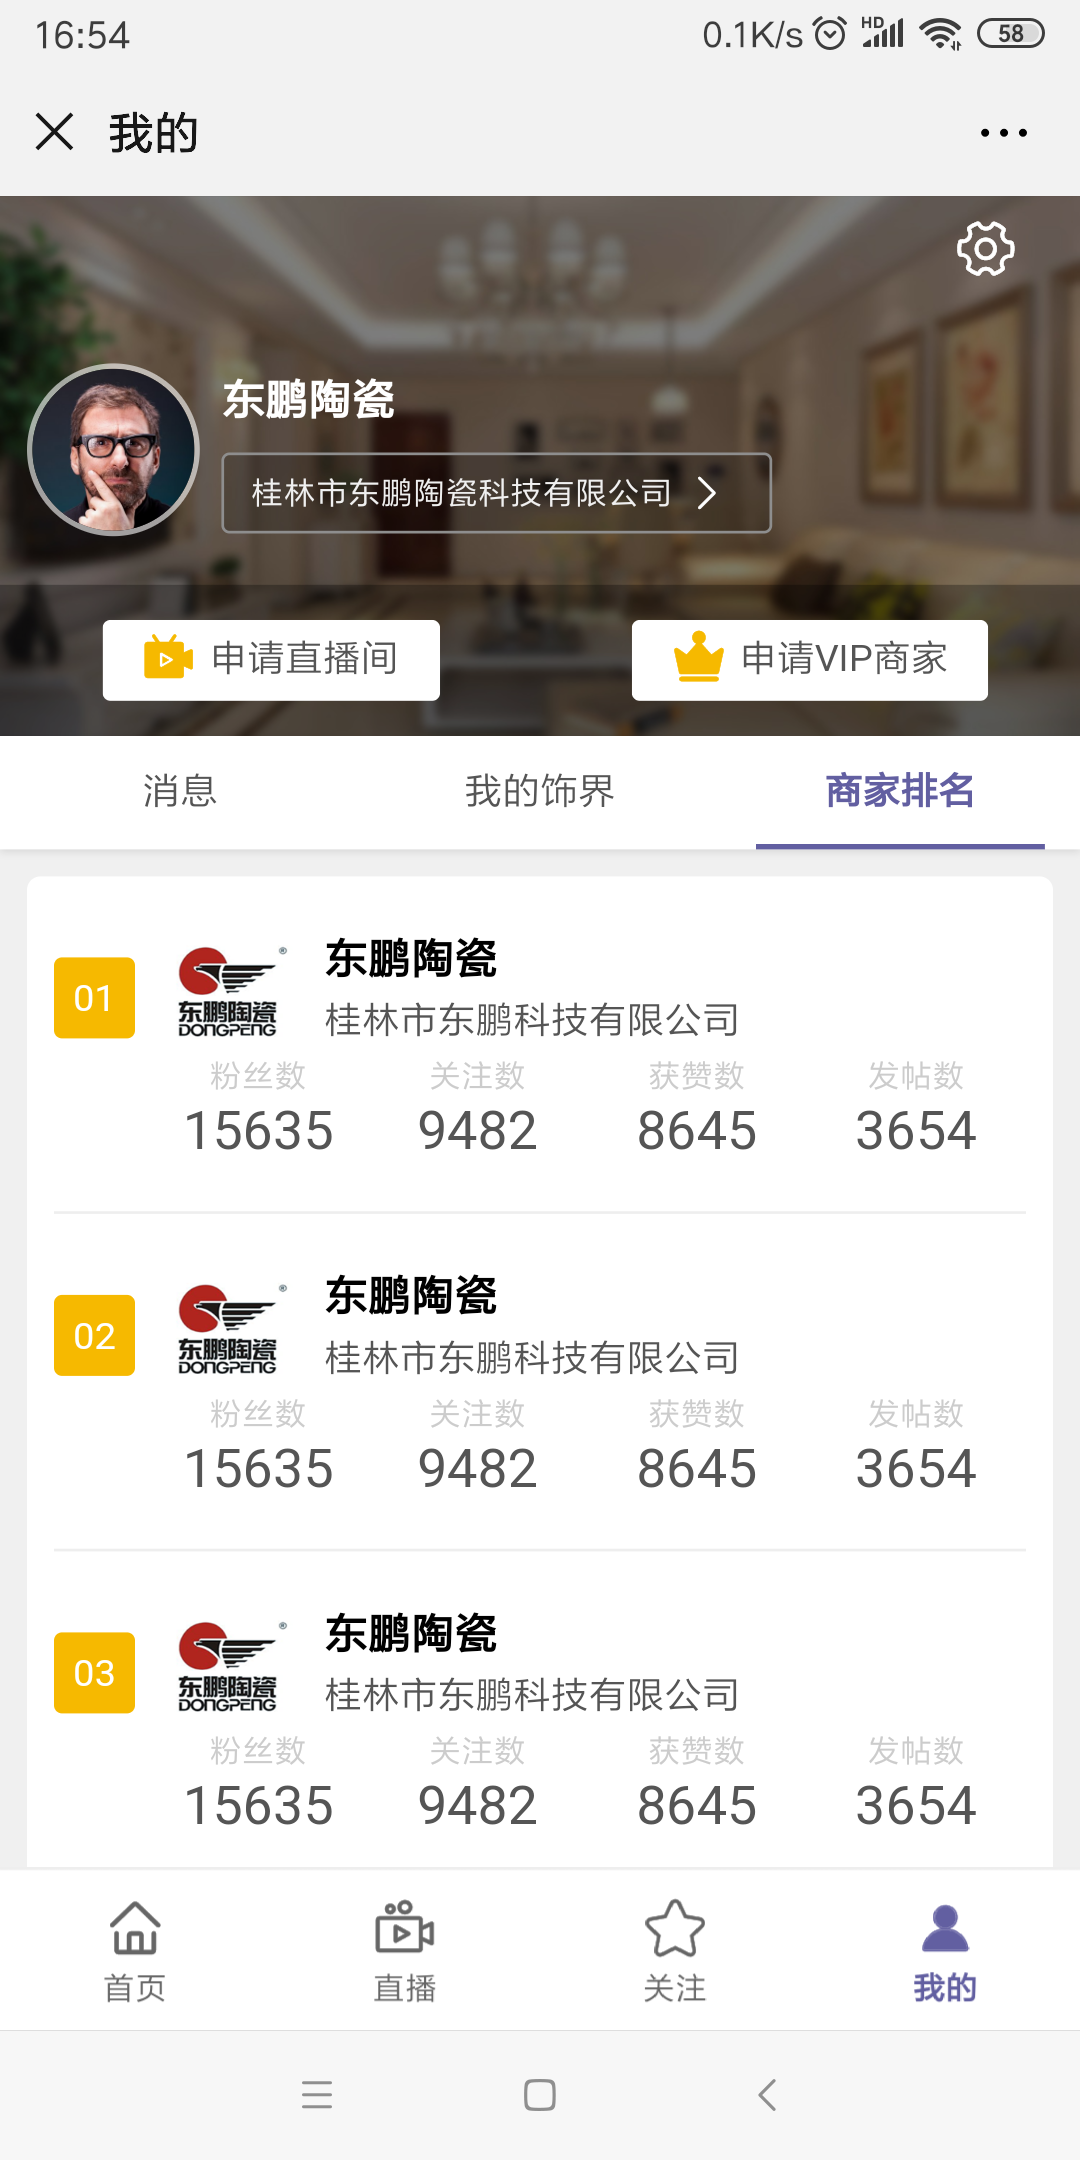 16:54
0.1K/s HD 58
我的
东鹏陶瓷
桂林市东鹏陶瓷科技有限公司
申请直播间
申请VIP商家
消息
我的饰界
商家排名
01
东鹏陶瓷
DONGPENG
®
东鹏陶瓷
桂林市东鹏科技有限公司
粉丝数 关注数 获赞数 发帖数
15635 9482 8645 3654
02
东鹏陶瓷
DONGPENG
®
东鹏陶瓷
桂林市东鹏科技有限公司
粉丝数 关注数 获赞数 发帖数
15635 9482 8645 3654
03
东鹏陶瓷
DONGPENG
®
东鹏陶瓷
桂林市东鹏科技有限公司
粉丝数 关注数 获赞数 发帖数
15635 9482 8645 3654
首页 直播 关注 我的